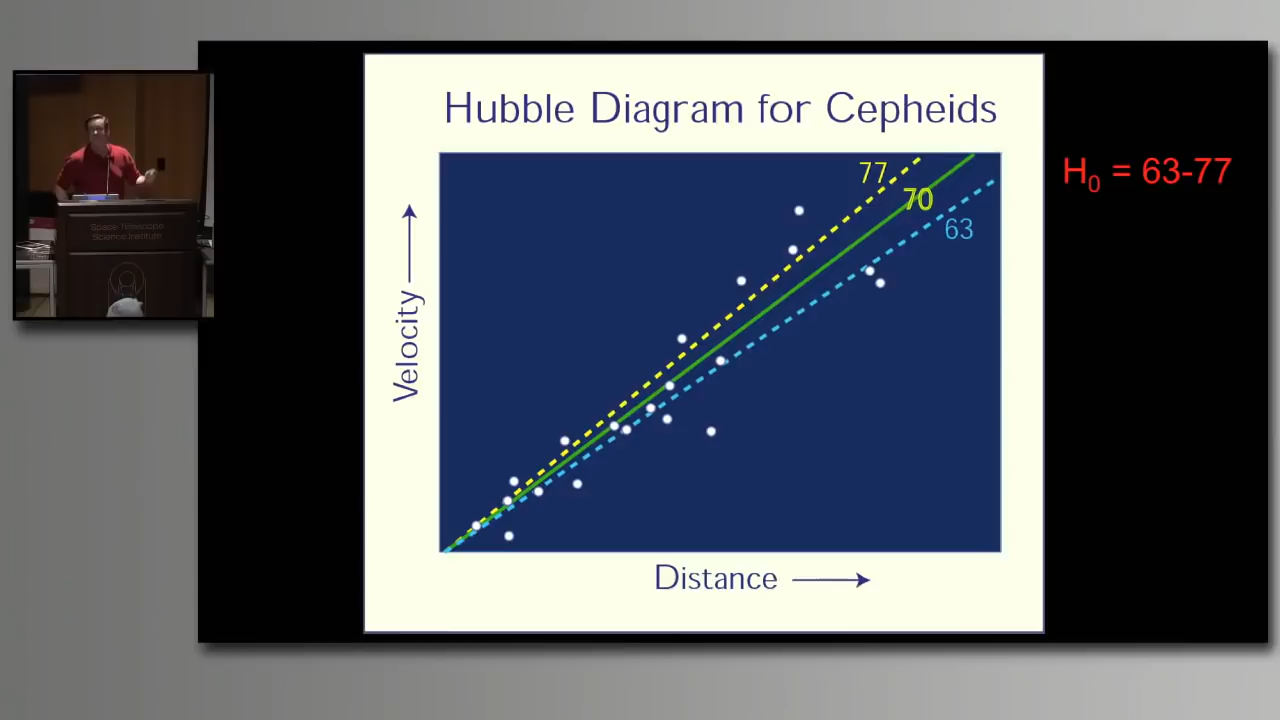 Hubble Diagram for Cepheids
H₀ = 63-77
77
70
63
Velocity
Distance
Space Telescope
Science Institute